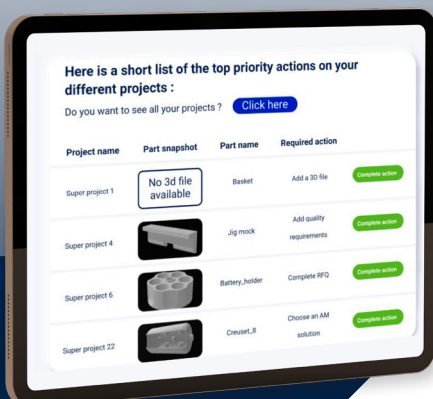 Here is a short list of the top priority actions on your
different projects :
Do you want to see all your projects ? Click here
Project name Part snapshot Part name Required action
Super project 1 No 3d file available Basket Add a 3D file Complete action
Super project 4 Jig mock Add quality requirements Complete action
Super project 6 Battery_holder Complete RFQ Complete action
Super project 22 Creuset_8 Choose an AM solution Complete action